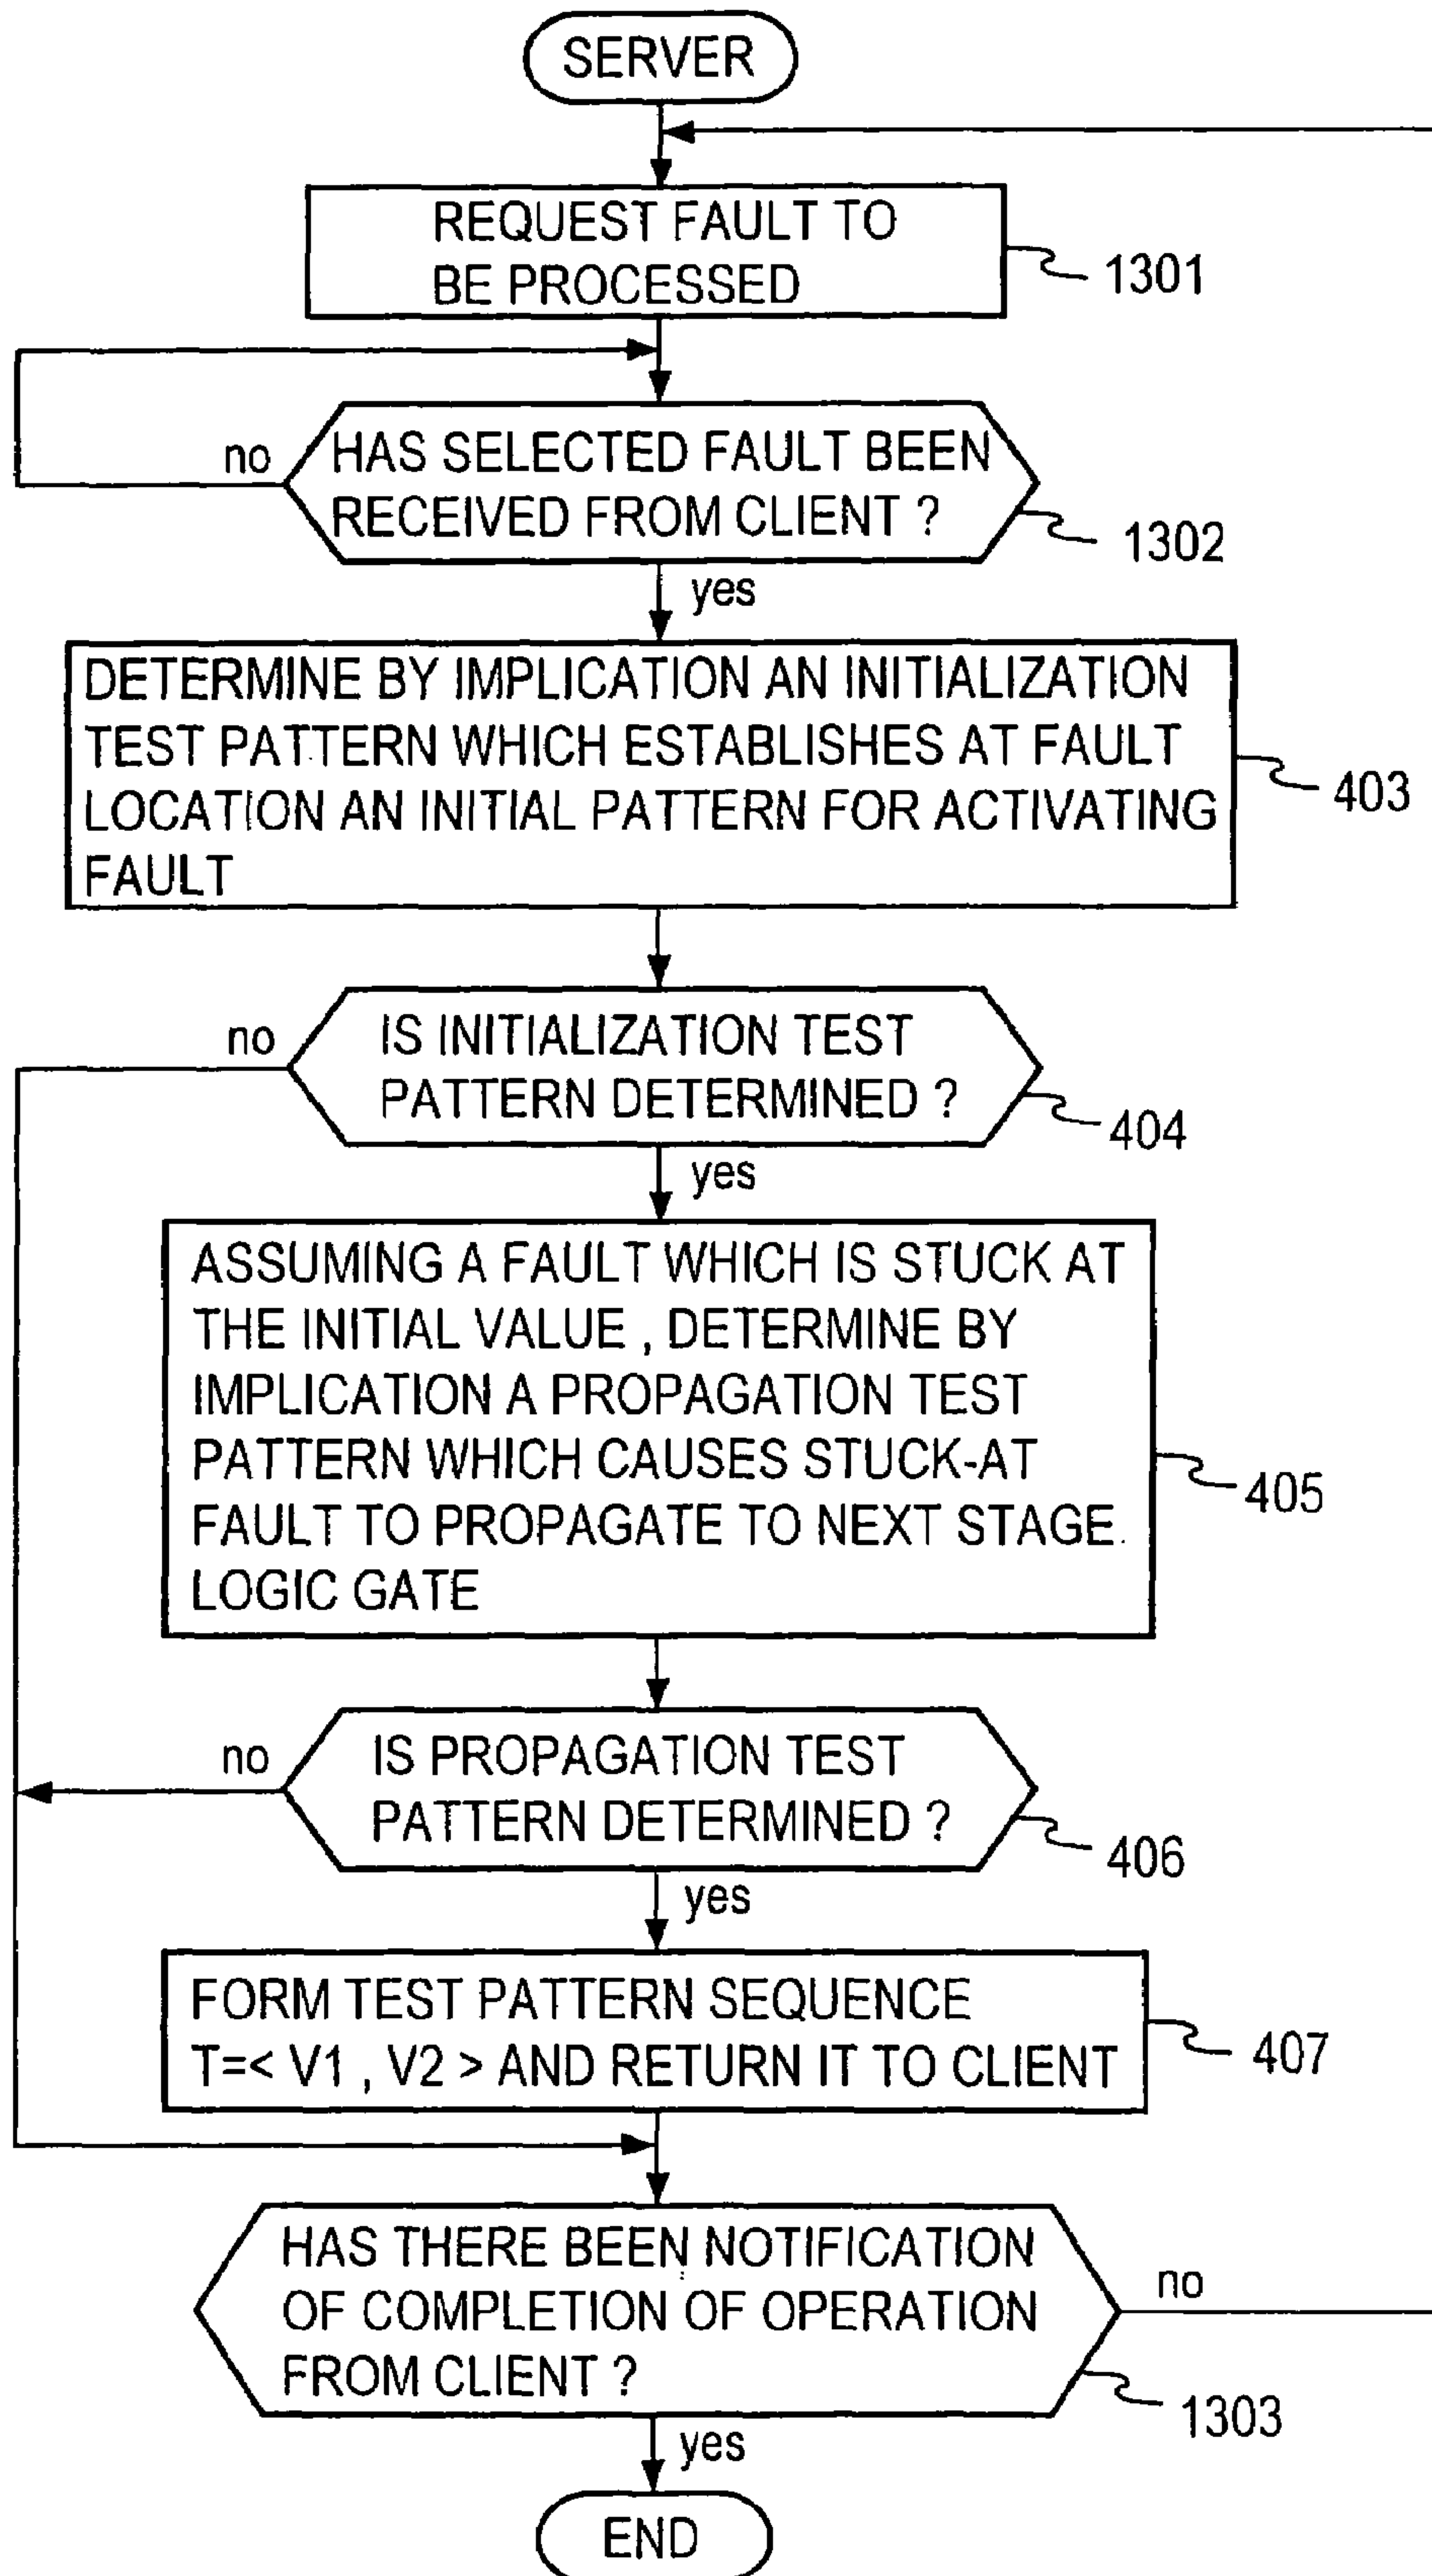 SERVER
REQUEST FAULT TO
BE PROCESSED
1301
no
HAS SELECTED FAULT BEEN
RECEIVED FROM CLIENT ?
1302
yes
DETERMINE BY IMPLICATION AN INITIALIZATION
TEST PATTERN WHICH ESTABLISHES AT FAULT
LOCATION AN INITIAL PATTERN FOR ACTIVATING
FAULT
403
no
IS INITIALIZATION TEST
PATTERN DETERMINED ?
404
yes
ASSUMING A FAULT WHICH IS STUCK AT
THE INITIAL VALUE , DETERMINE BY
IMPLICATION A PROPAGATION TEST
PATTERN WHICH CAUSES STUCK-AT
FAULT TO PROPAGATE TO NEXT STAGE
LOGIC GATE
405
no
IS PROPAGATION TEST
PATTERN DETERMINED ?
406
yes
FORM TEST PATTERN SEQUENCE
T=< V1 , V2 > AND RETURN IT TO CLIENT
407
HAS THERE BEEN NOTIFICATION
OF COMPLETION OF OPERATION
FROM CLIENT ?
no
1303
yes
END